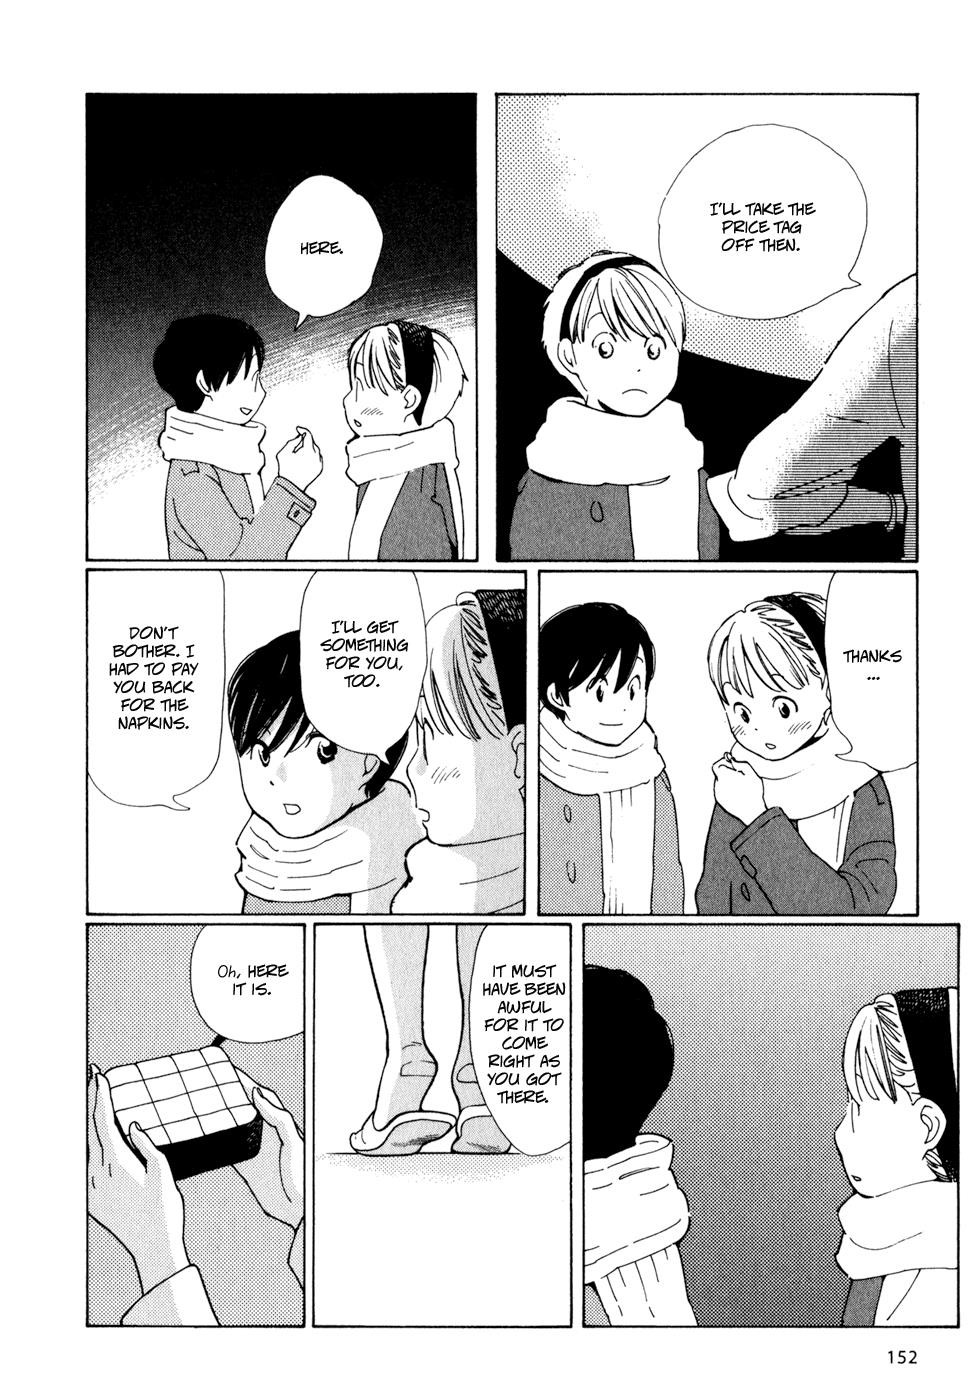 I'LL TAKE THE
PRICE TAG
OFF THEN.
HERE.
THANKS
...
I'LL GET
SOMETHING
FOR YOU,
TOO.
DON'T
BOTHER. I
HAD TO PAY
YOU BACK
FOR THE
NAPKINS.
IT MUST
HAVE BEEN
AWFUL
FOR IT TO
COME
RIGHT AS
YOU GOT
THERE.
Oh, HERE
IT IS.
152